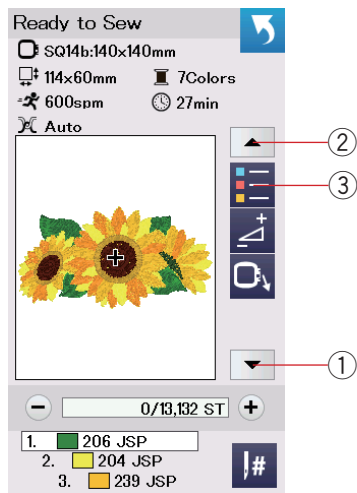 Ready to Sew
SQ14b:140x140mm
114x60mm 7Colors
600spm 27min
Auto
②
③
①
0/13,132 ST
1. 206 JSP
2. 204 JSP
3. 239 JSP
#